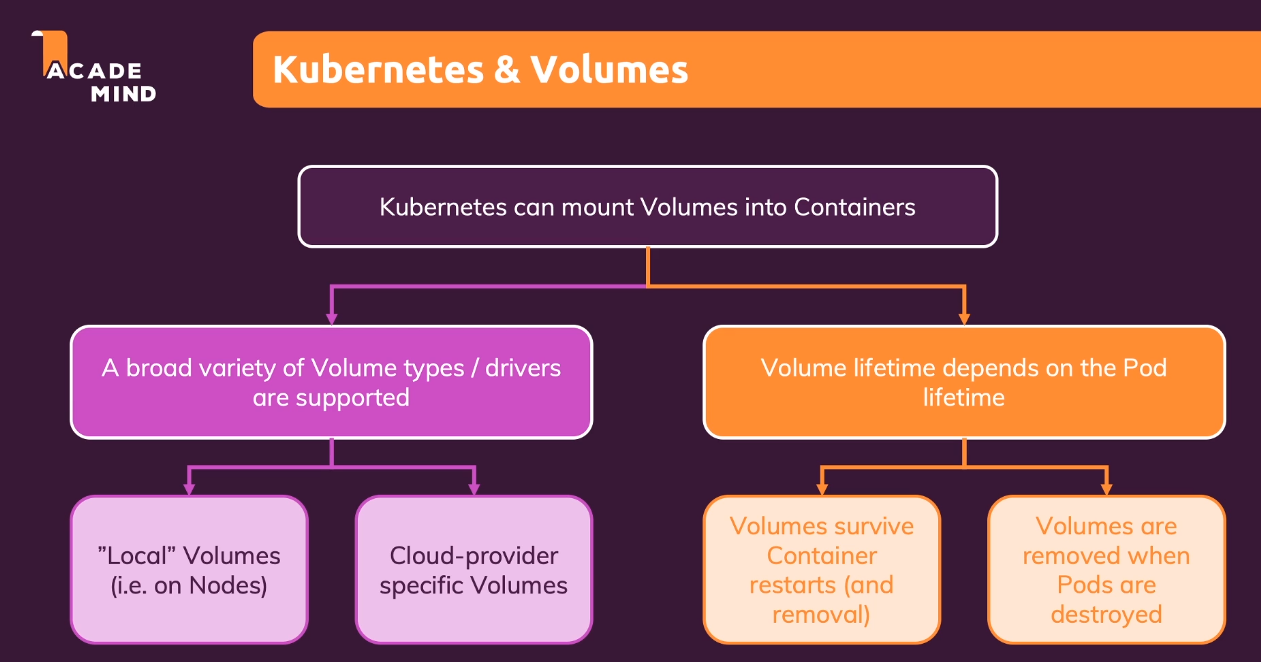 ACADE
MIND
Kubernetes & Volumes
Kubernetes can mount Volumes into Containers
A broad variety of Volume types / drivers
are supported
Volume lifetime depends on the Pod
lifetime
”Local” Volumes
(i.e. on Nodes)
Cloud-provider
specific Volumes
Volumes survive
Container
restarts (and
removal)
Volumes are
removed when
Pods are
destroyed